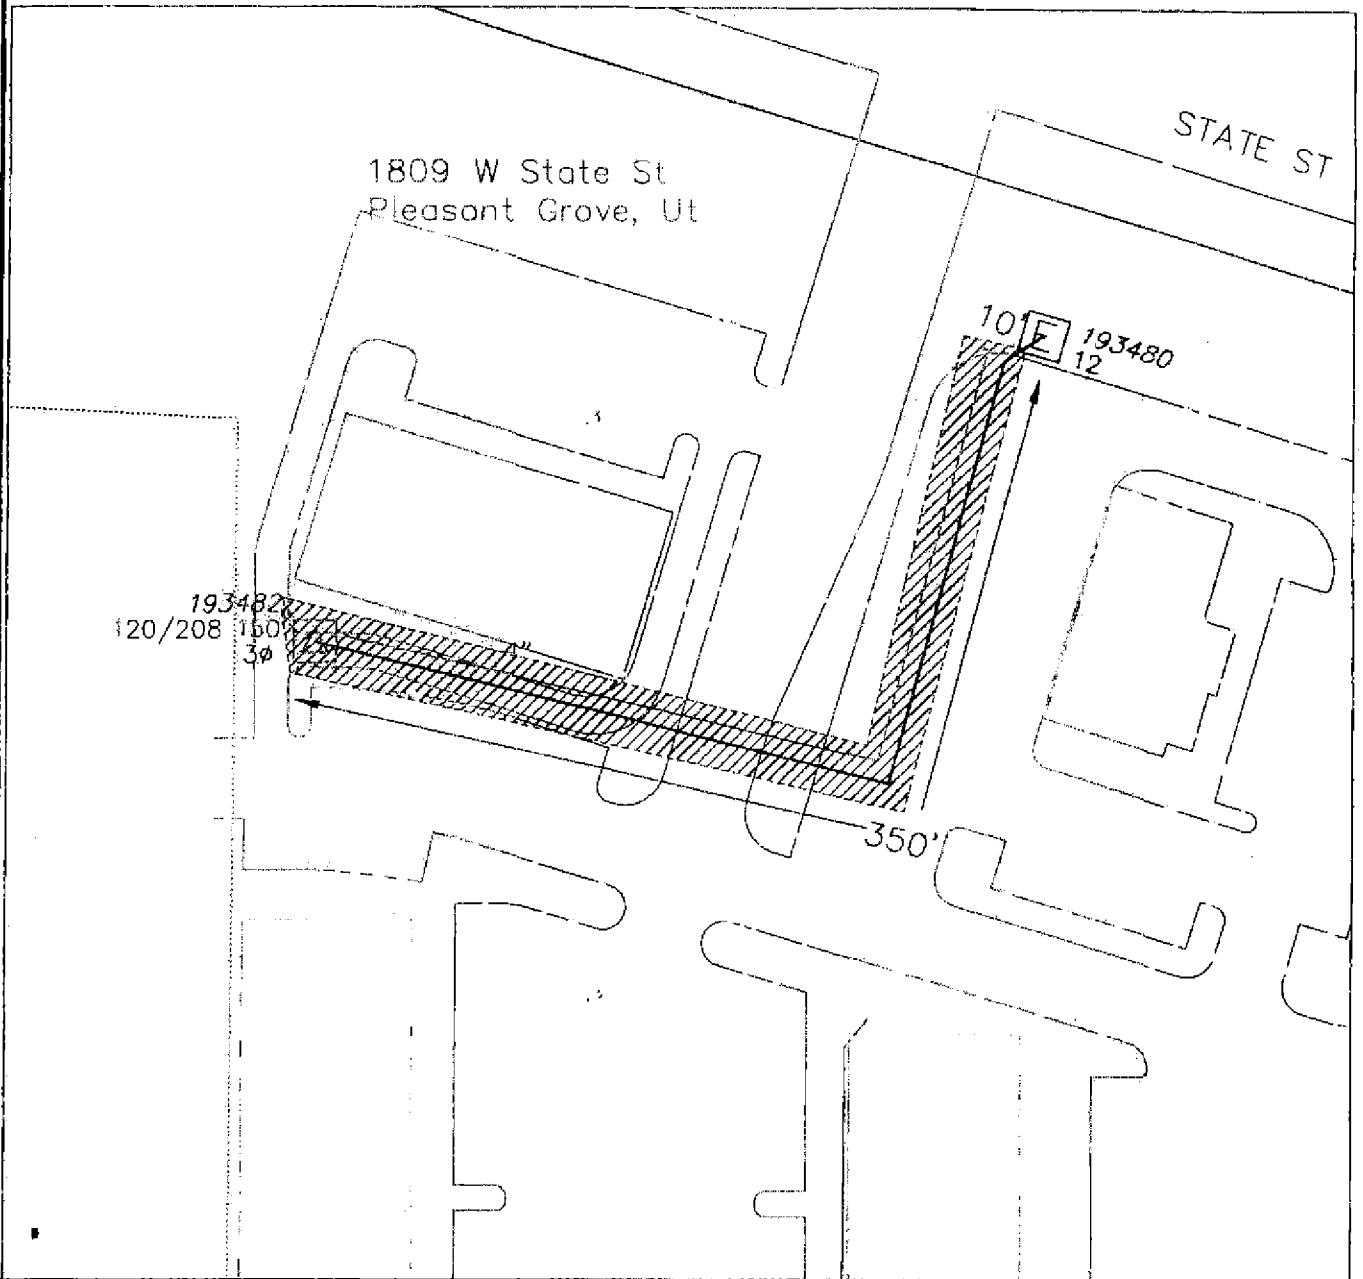 STATE ST
1809 W State St
Pleasant Grove, Ut
10'
E
193480
12
193482
120/208 150
3ø
350'